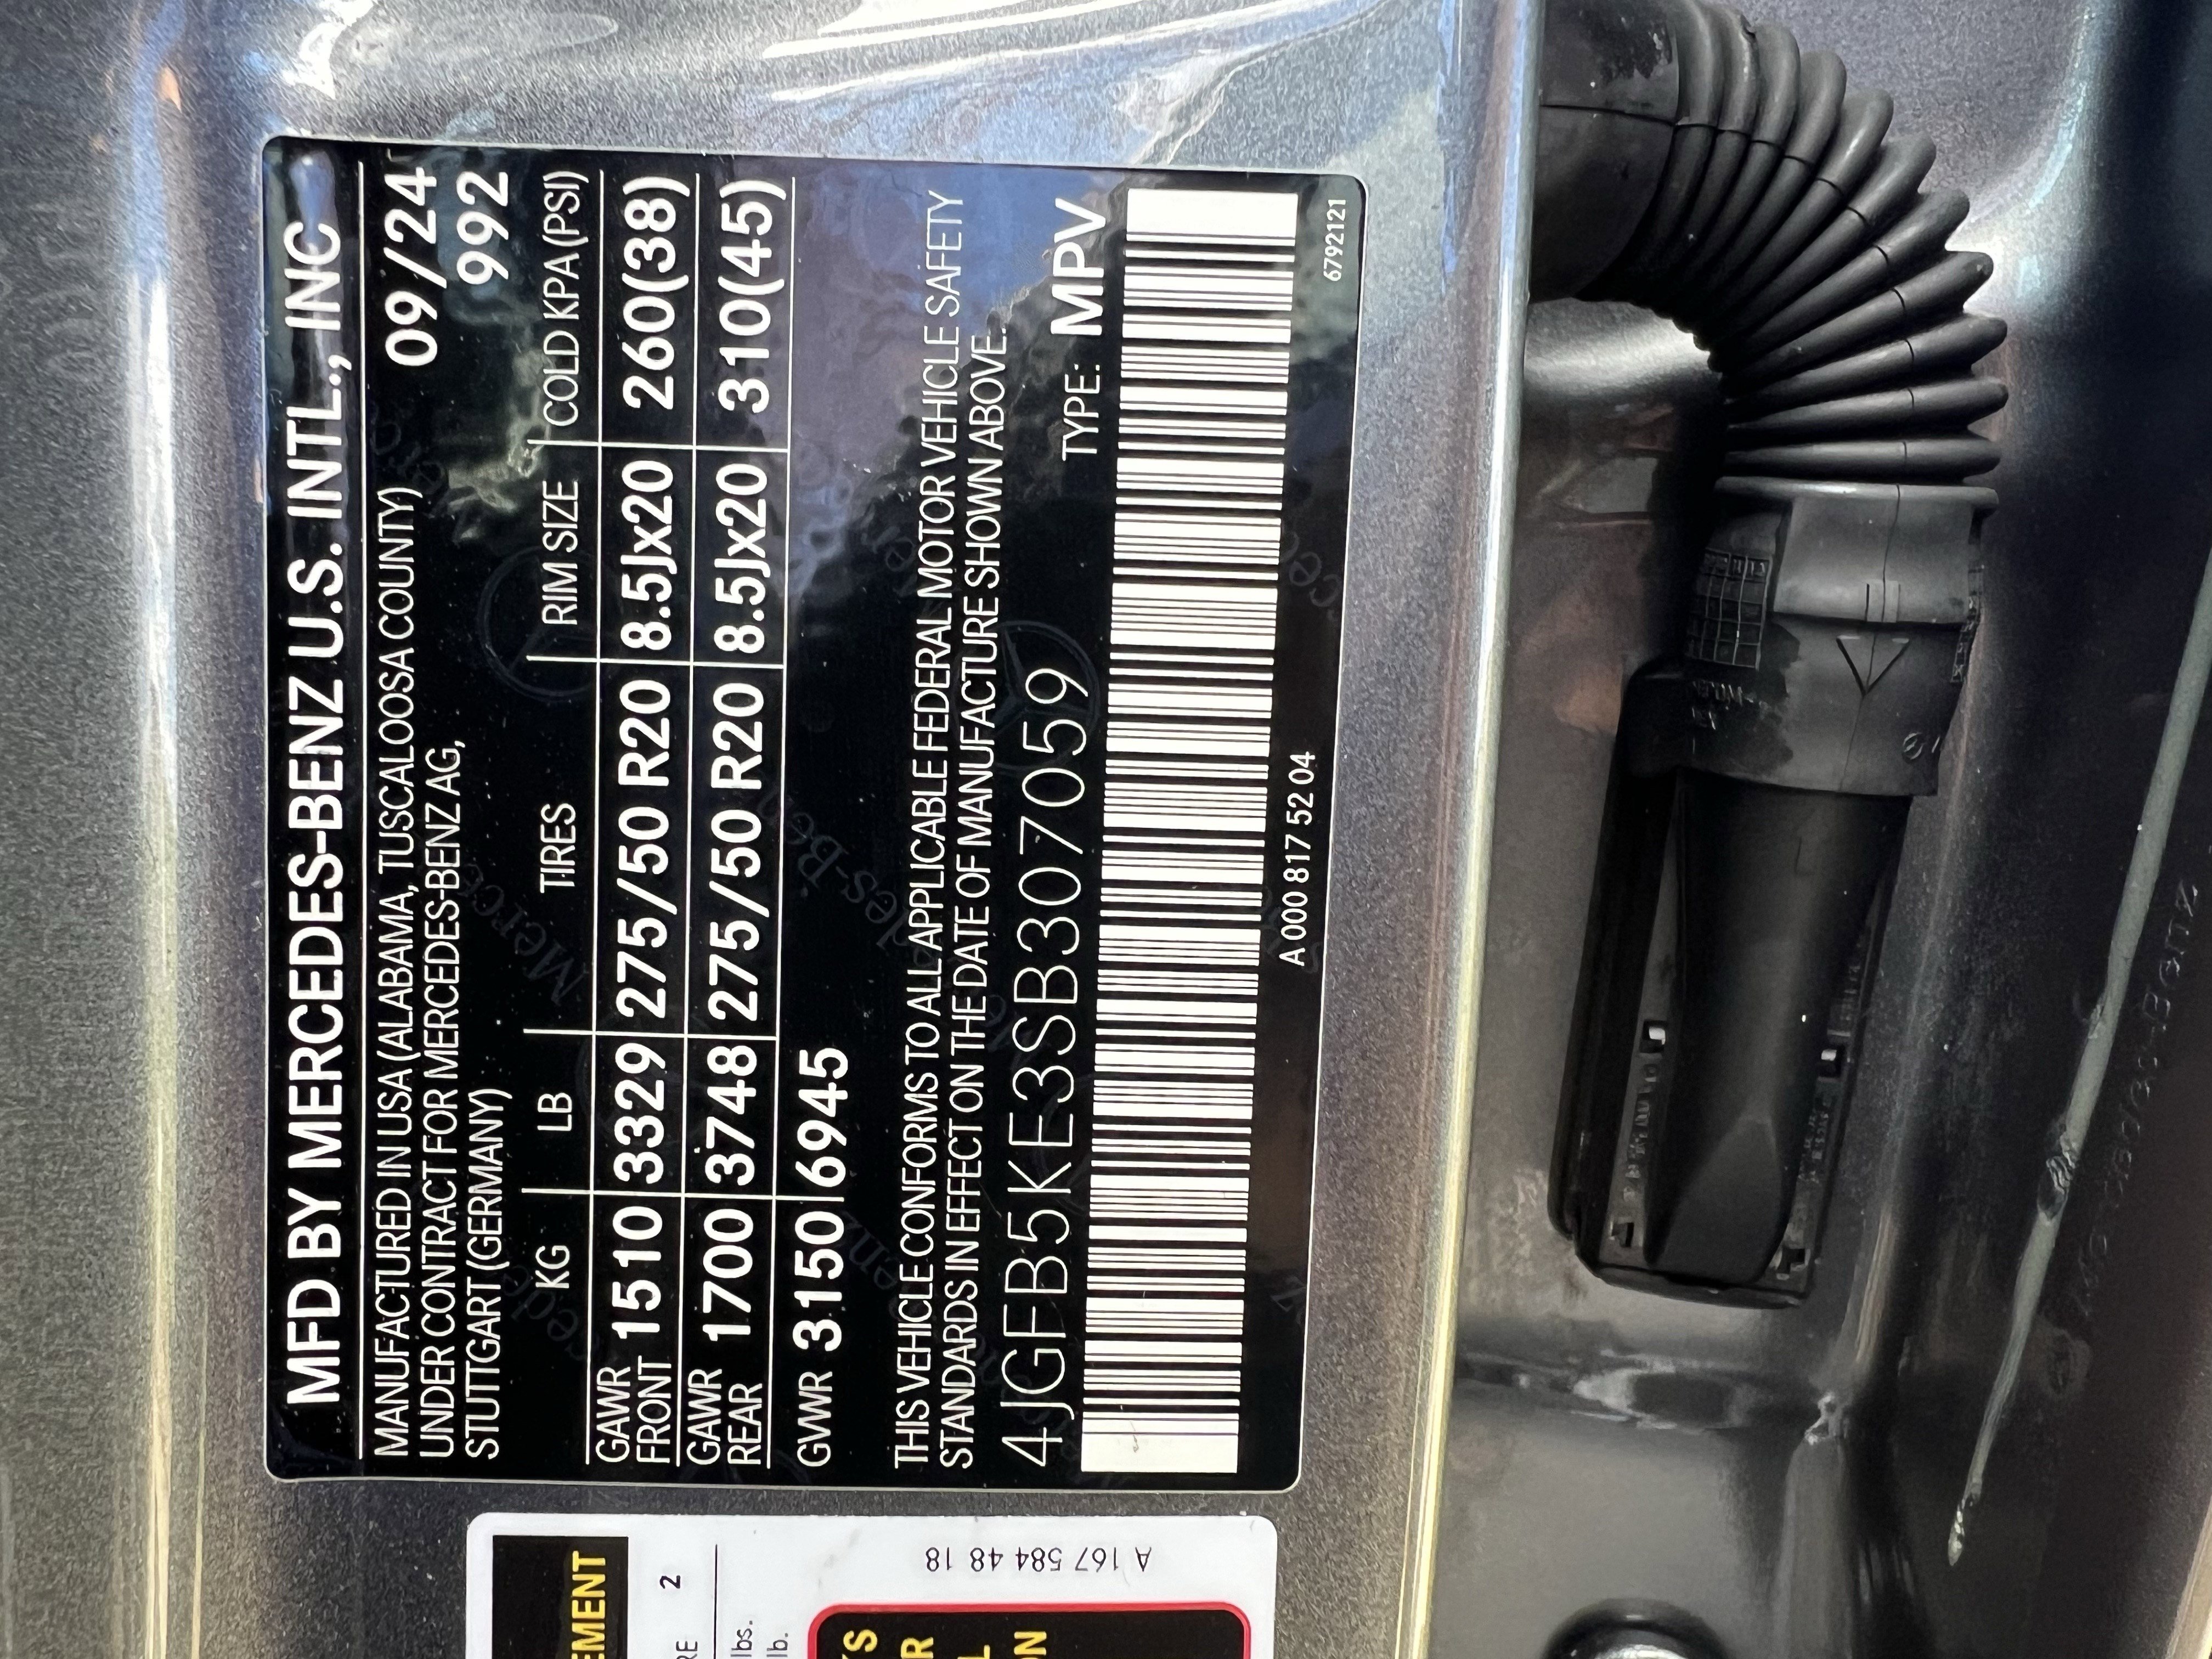 MFD BY MERCEDES-BENZ U.S. INTL., INC
MANUFACTURED IN USA (ALABAMA, TUSCALOOSA COUNTY) 09/24
UNDER CONTRACT FOR MERCEDES-BENZ AG, 992
STUTTGART (GERMANY)
KG LB TIRES RIM SIZE COLD KPA (PSI)
GAWR FRONT 1510 3329 275/50 R20 8.5Jx20 260(38)
GAWR REAR 1700 3748 275/50 R20 8.5Jx20 310(45)
GVWR 3150 6945
THIS VEHICLE CONFORMS TO ALL APPLICABLE FEDERAL MOTOR VEHICLE SAFETY
STANDARDS IN EFFECT ON THE DATE OF MANUFACTURE SHOWN ABOVE.
4JGFB5KE3SB307059 TYPE: MPV
A 000 817 52 04
6792121
A 167 584 48 18
2
lbs.
lb.
Mercedes-Benz